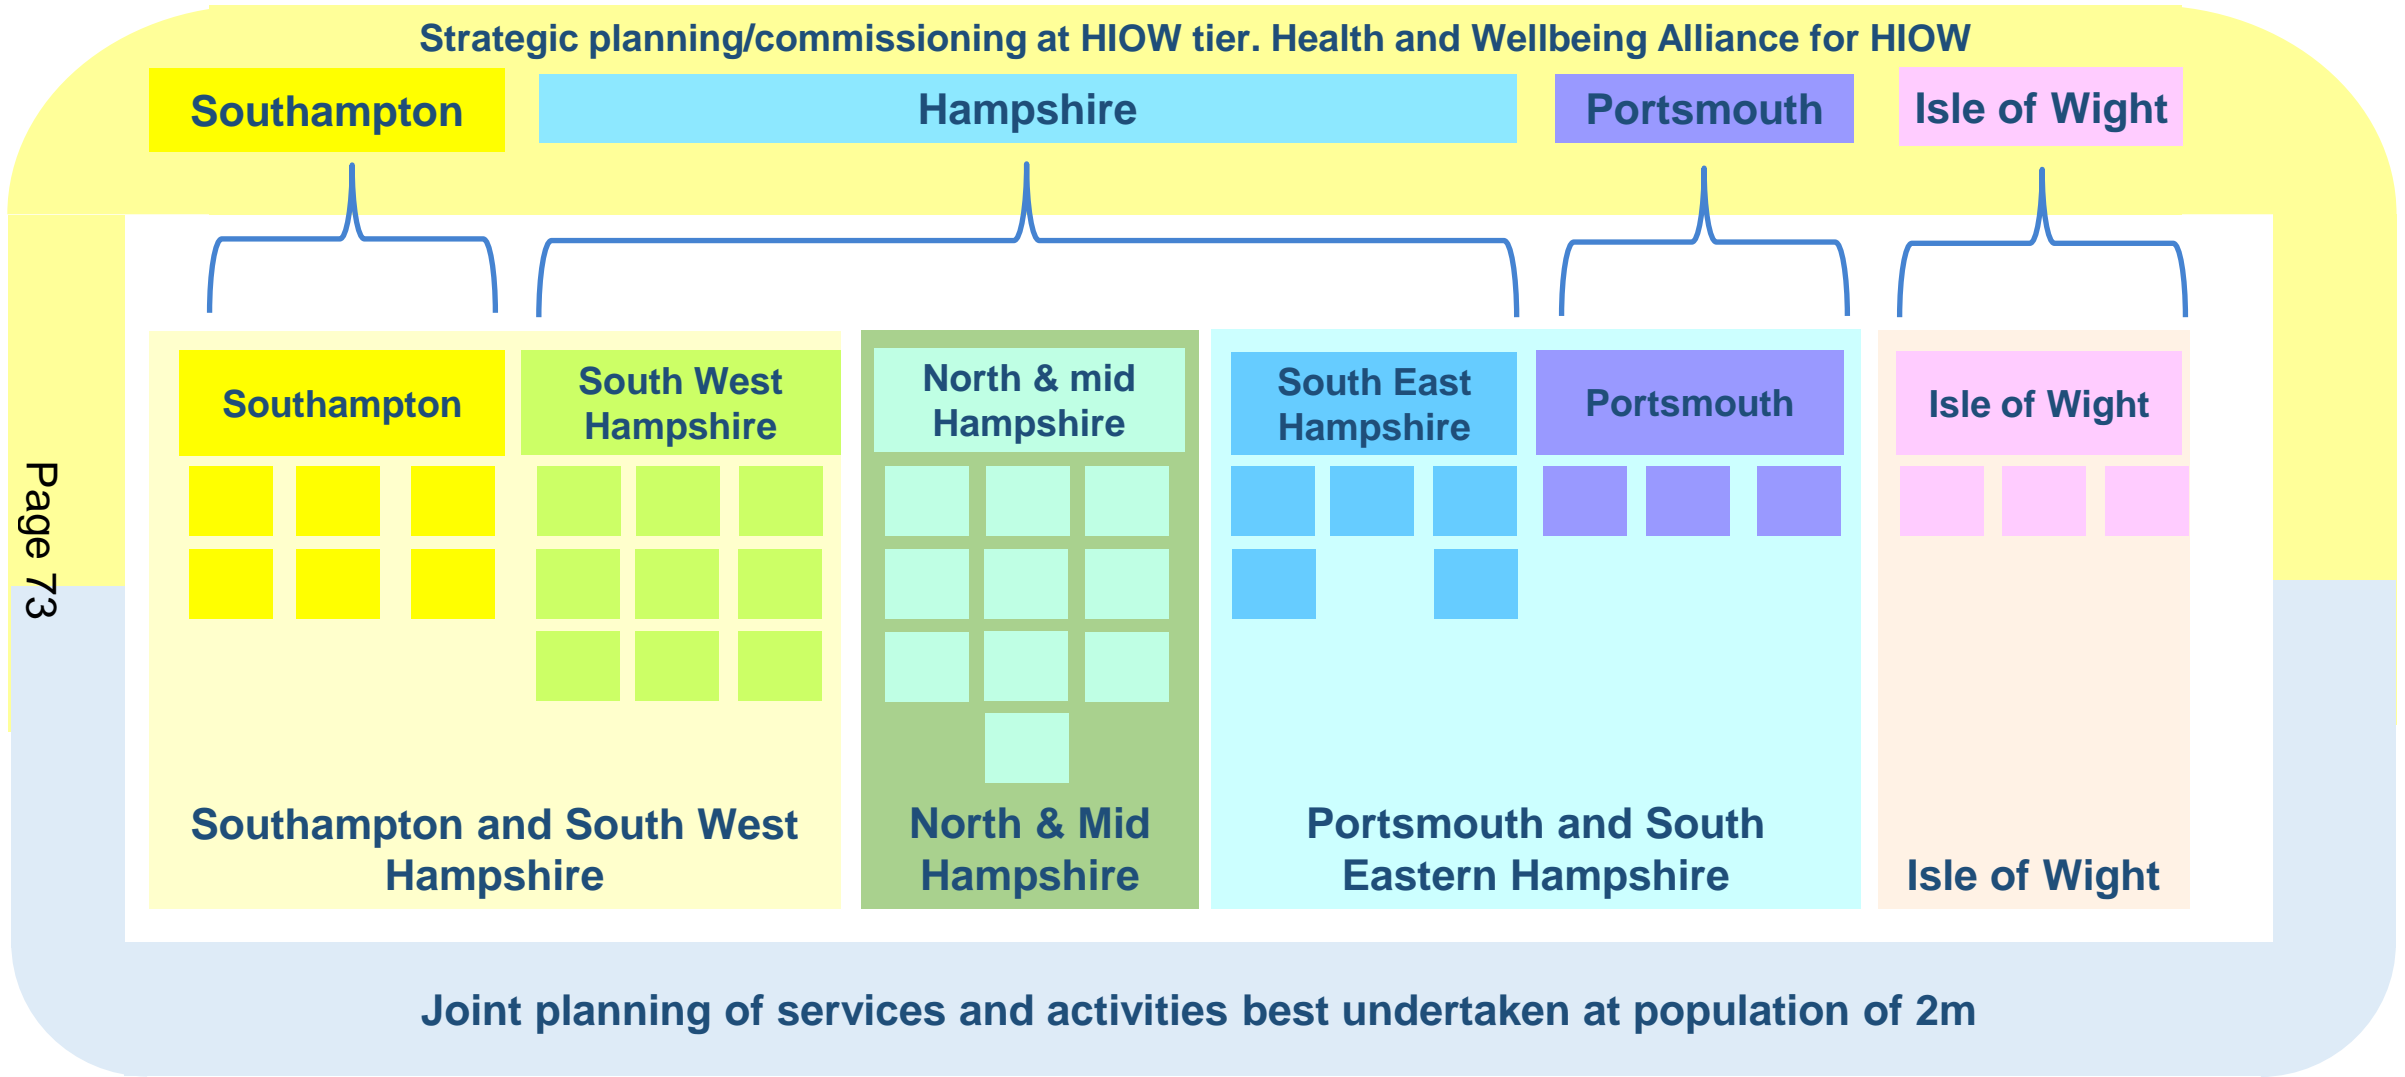 Strategic planning/commissioning at HIOW tier. Health and Wellbeing Alliance for HIOW
Southampton
Hampshire
Portsmouth
Isle of Wight
Southampton
South West
Hampshire
North & mid
Hampshire
South East
Hampshire
Portsmouth
Isle of Wight
Page 73
Southampton and South West
Hampshire
North & Mid
Hampshire
Portsmouth and South
Eastern Hampshire
Isle of Wight
Joint planning of services and activities best undertaken at population of 2m